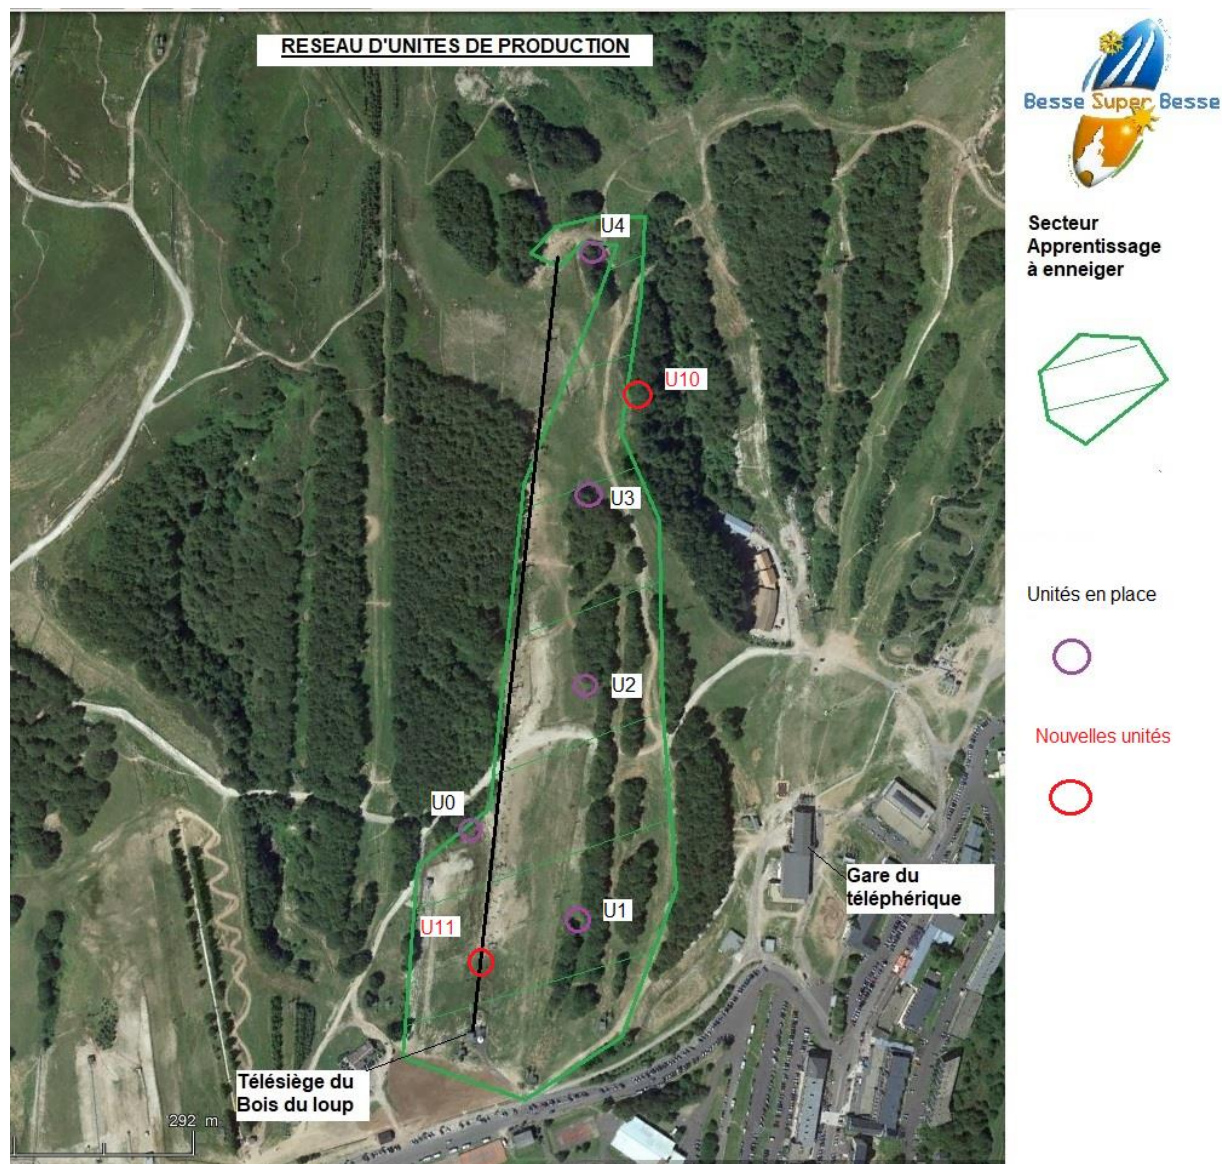 RESEAU D'UNITES DE PRODUCTION
Besse Super Besse
Secteur
Apprentissage
à enneiger
U4
U10
U3
Unités en place
U2
Nouvelles unités
U0
Gare du
téléphérique
U1
U11
Télésiège du
Bois du loup
292 m